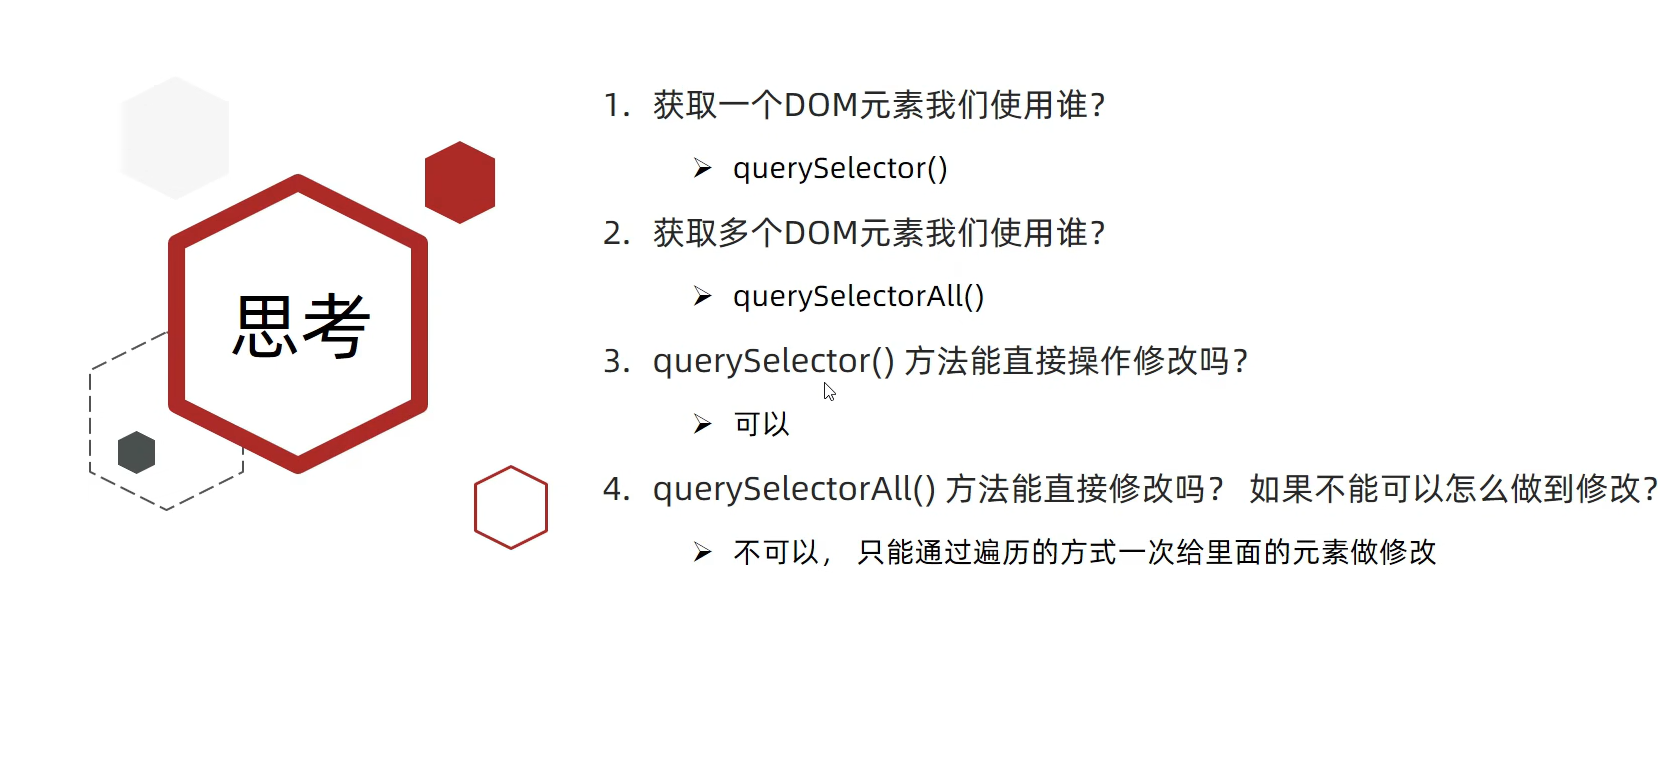 思考
1. 获取一个DOM元素我们使用谁？
➢ querySelector()
2. 获取多个DOM元素我们使用谁？
➢ querySelectorAll()
3. querySelector() 方法能直接操作修改吗？
➢ 可以
4. querySelectorAll() 方法能直接修改吗？ 如果不能可以怎么做到修改？
➢ 不可以， 只能通过遍历的方式一次给里面的元素做修改